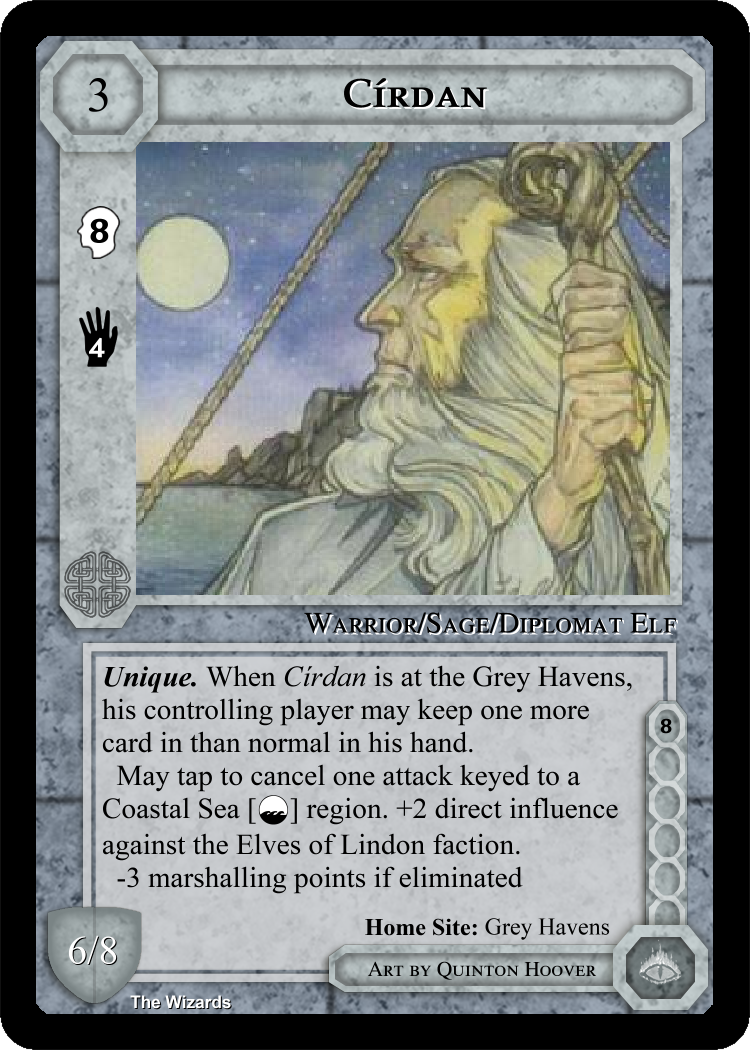 3
Círdan
8
4
Warrior/Sage/Diplomat Elf
Unique. When Círdan is at the Grey Havens,
his controlling player may keep one more
card in than normal in his hand.
May tap to cancel one attack keyed to a
Coastal Sea [ ] region. +2 direct influence
against the Elves of Lindon faction.
-3 marshalling points if eliminated
8
Home Site: Grey Havens
6/8
Art by Quinton Hoover
The Wizards